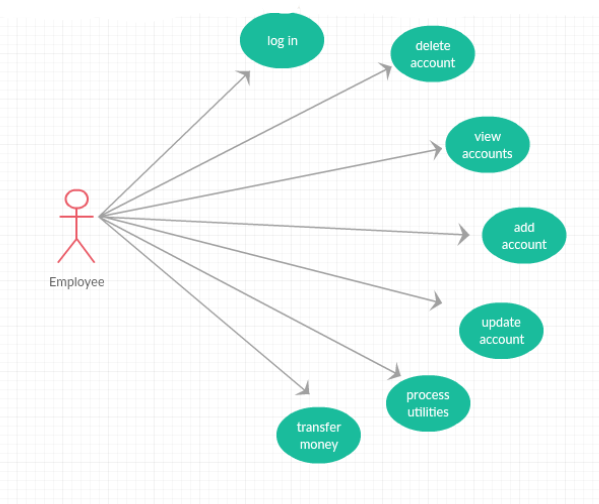 log in
delete
account
view
accounts
add
account
Employee
update
account
process
utilities
transfer
money